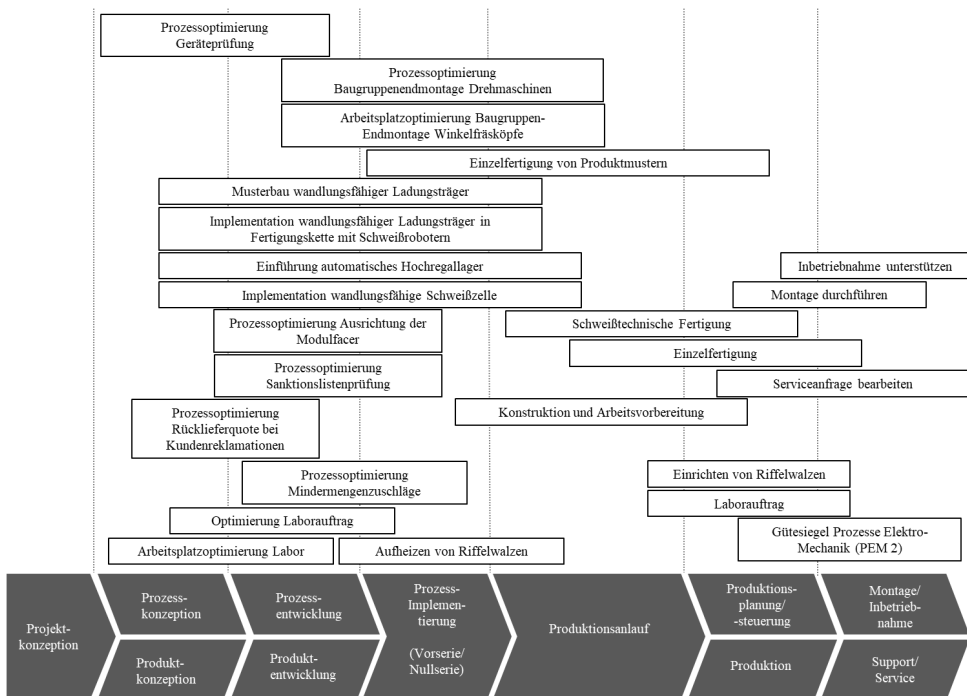 Prozessoptimierung
Geräteprüfung
Prozessoptimierung
Baugruppenendmontage Drehmaschinen
Arbeitsplatzoptimierung Baugruppen-
Endmontage Winkelfräsköpfe
Einzelfertigung von Produktmustern
Musterbau wandlungsfähiger Ladungsträger
Implementation wandlungsfähiger Ladungsträger in
Fertigungskette mit Schweißrobotern
Einführung automatisches Hochregallager
Inbetriebnahme unterstützen
Implementation wandlungsfähige Schweißzelle
Montage durchführen
Prozessoptimierung Ausrichtung der
Modulfacer
Schweißtechnische Fertigung
Einzelfertigung
Prozessoptimierung
Sanktionslistenprüfung
Serviceanfrage bearbeiten
Prozessoptimierung
Rücklieferquote bei
Kundenreklamationen
Konstruktion und Arbeitsvorbereitung
Prozessoptimierung
Mindermengenzuschläge
Einrichten von Riffelwalzen
Laborauftrag
Optimierung Laborauftrag
Gütesiegel Prozesse Elektro-
Mechanik (PEM 2)
Arbeitsplatzoptimierung Labor
Aufheizen von Riffelwalzen
Projekt-
konzeption
Prozess-
konzeption
Produkt-
konzeption
Prozess-
entwicklung
Produkt-
entwicklung
Prozess-
Implemen-
tierung
(Vorserie/
Nullserie)
Produktionsanlauf
Produktions-
planung/
-steuerung
Produktion
Montage/
Inbetrieb-
nahme
Support/
Service